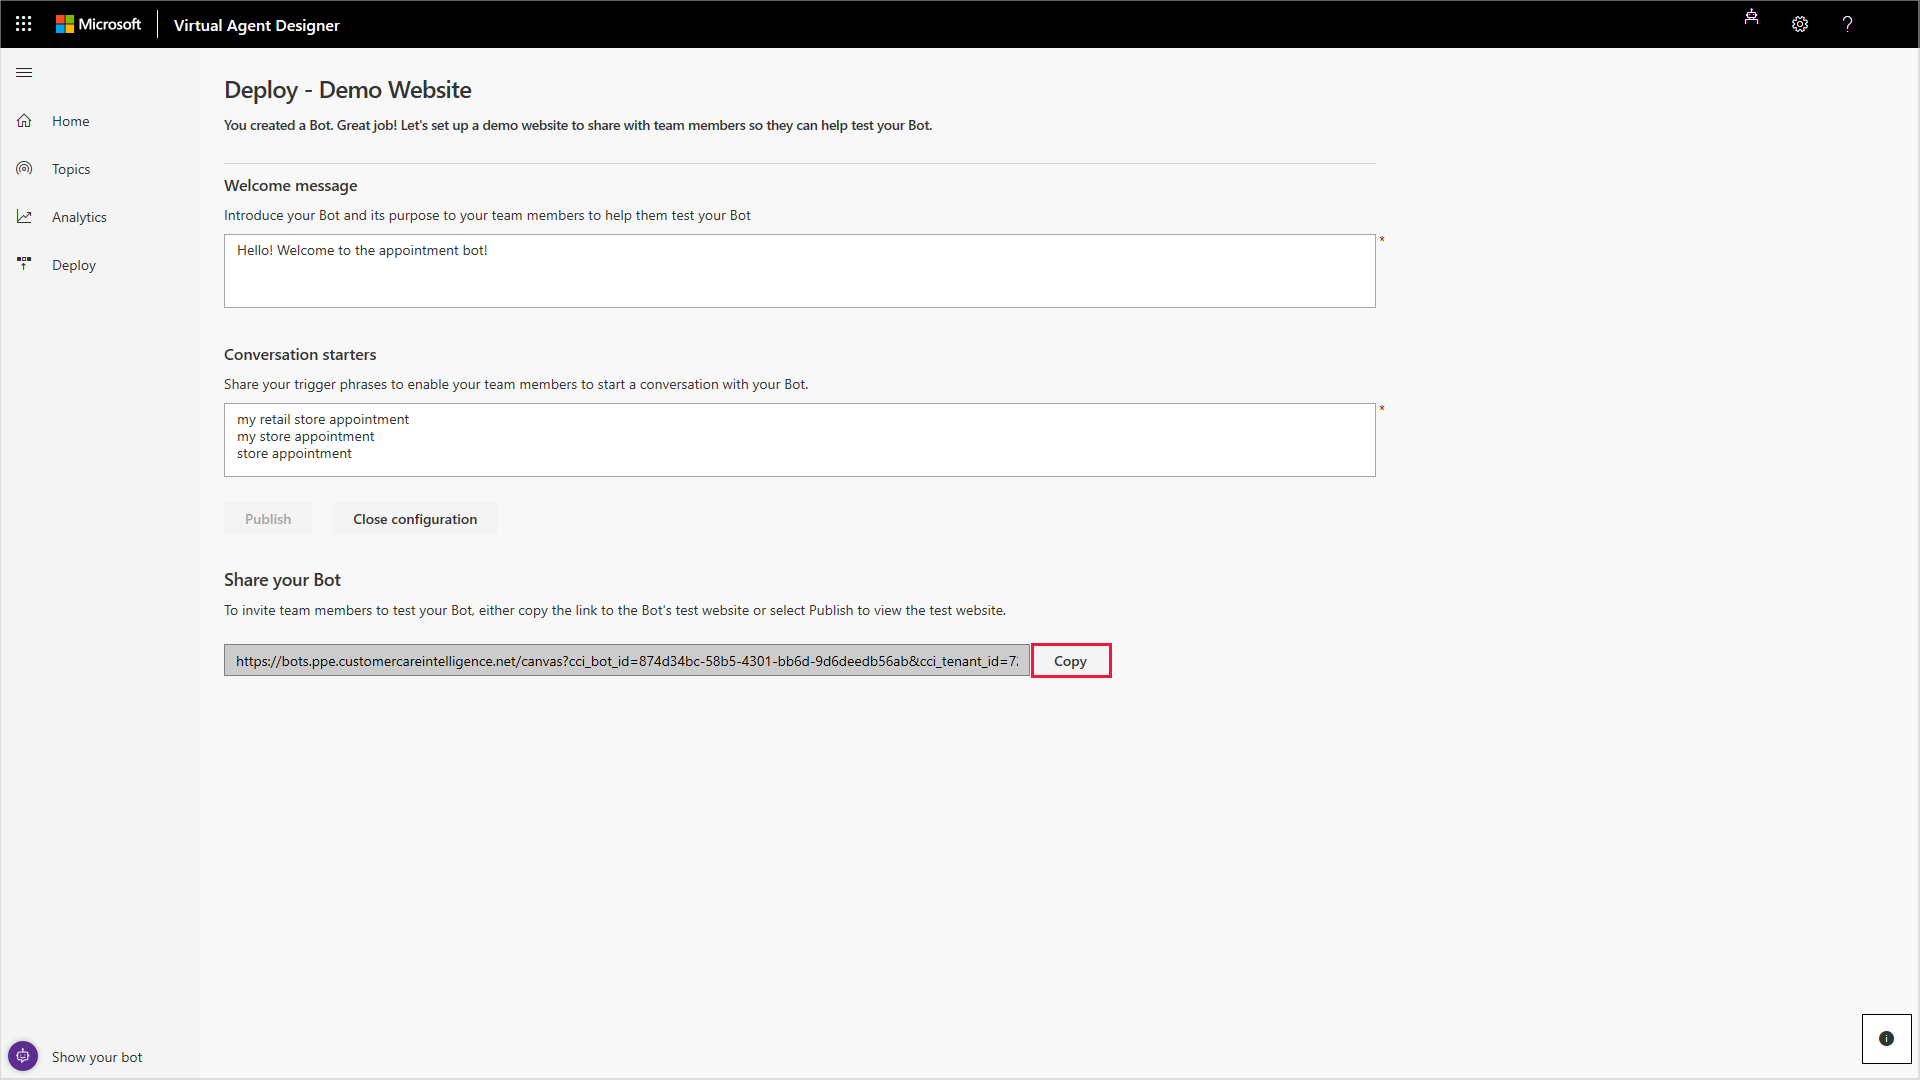 Microsoft
Virtual Agent Designer
?
Home
Topics
Analytics
Deploy
Deploy - Demo Website
You created a Bot. Great job! Let's set up a demo website to share with team members so they can help test your Bot.
Welcome message
Introduce your Bot and its purpose to your team members to help them test your Bot
Hello! Welcome to the appointment bot!
*
Conversation starters
Share your trigger phrases to enable your team members to start a conversation with your Bot.
my retail store appointment
my store appointment
store appointment
*
Publish
Close configuration
Share your Bot
To invite team members to test your Bot, either copy the link to the Bot's test website or select Publish to view the test website.
https://bots.ppe.customercareintelligence.net/canvas?cci_bot_id=874d34bc-58b5-4301-bb6d-9d6deedb56ab&cci_tenant_id=7
Copy
Show your bot